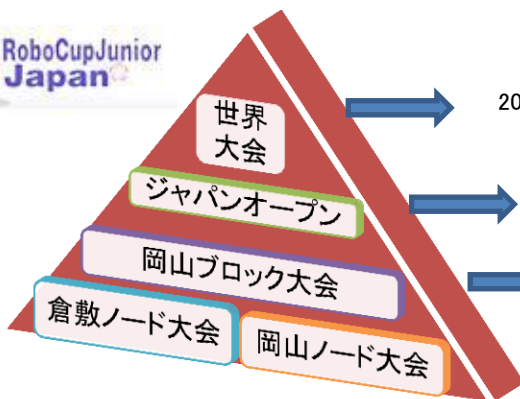 RoboCupJunior
Japan
世界
大会
20
ジャパンオープン
岡山ブロック大会
倉敷ノード大会
岡山ノード大会